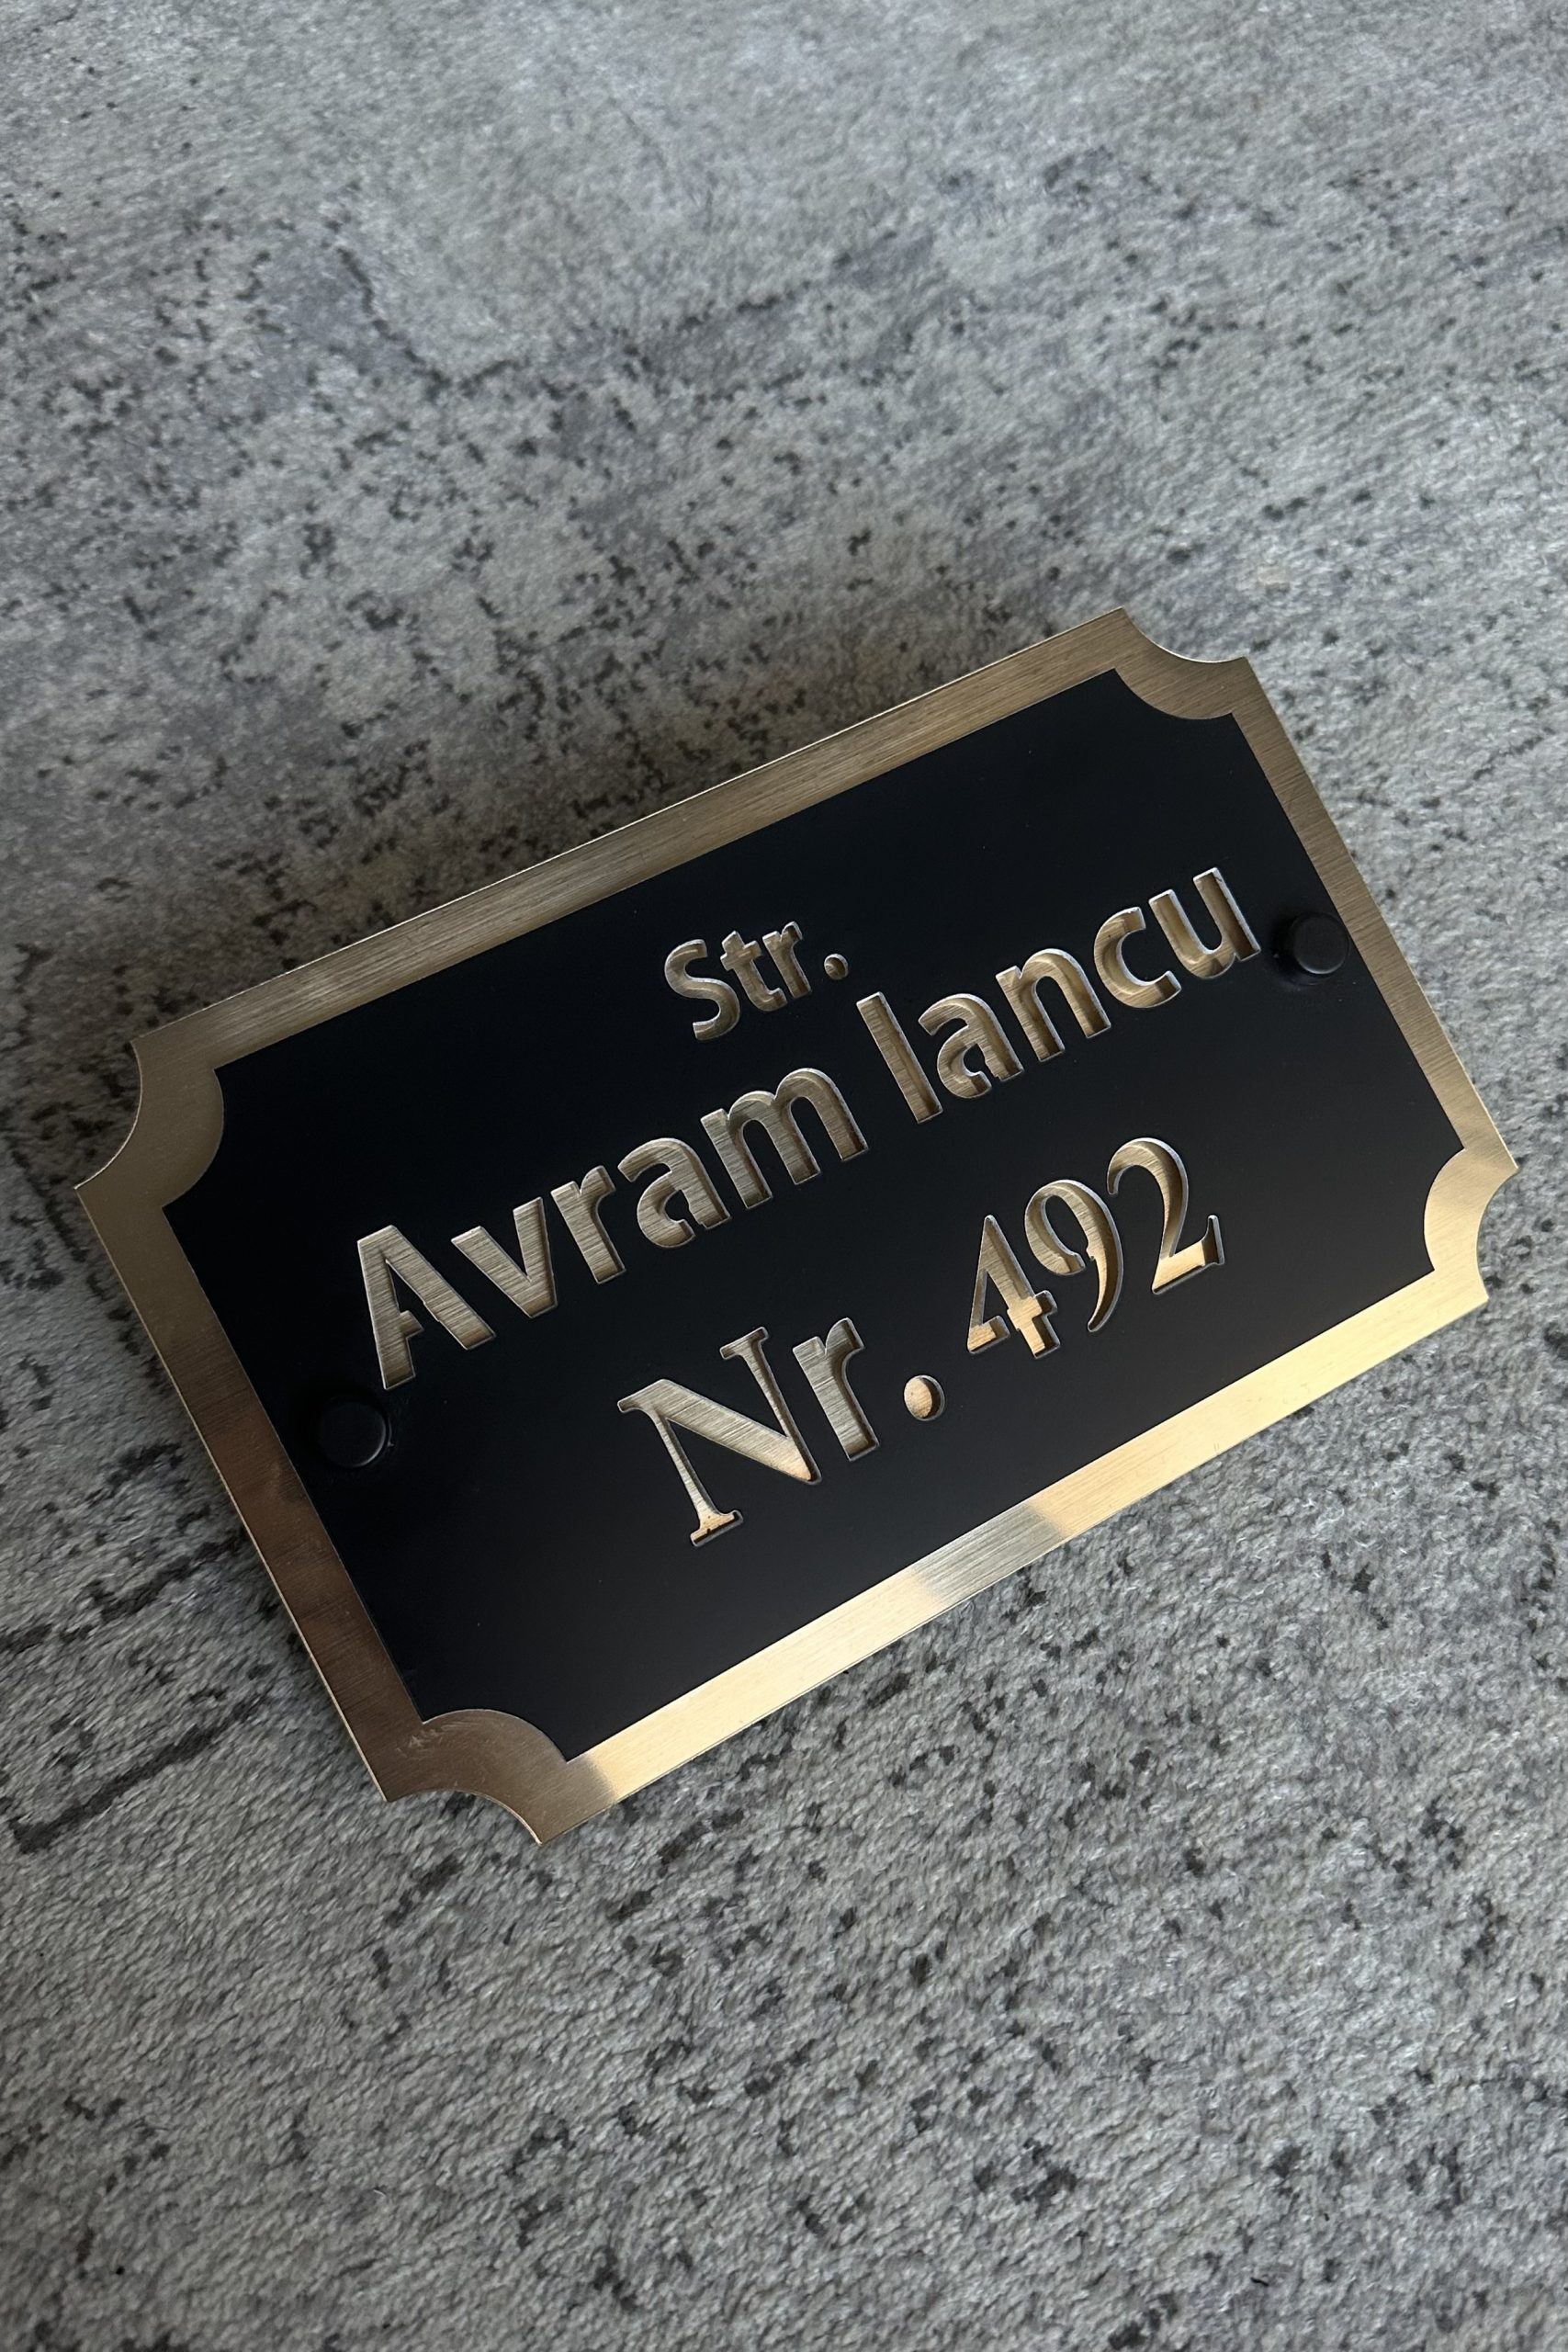 Str.
Avram Iancu
Nr. 492